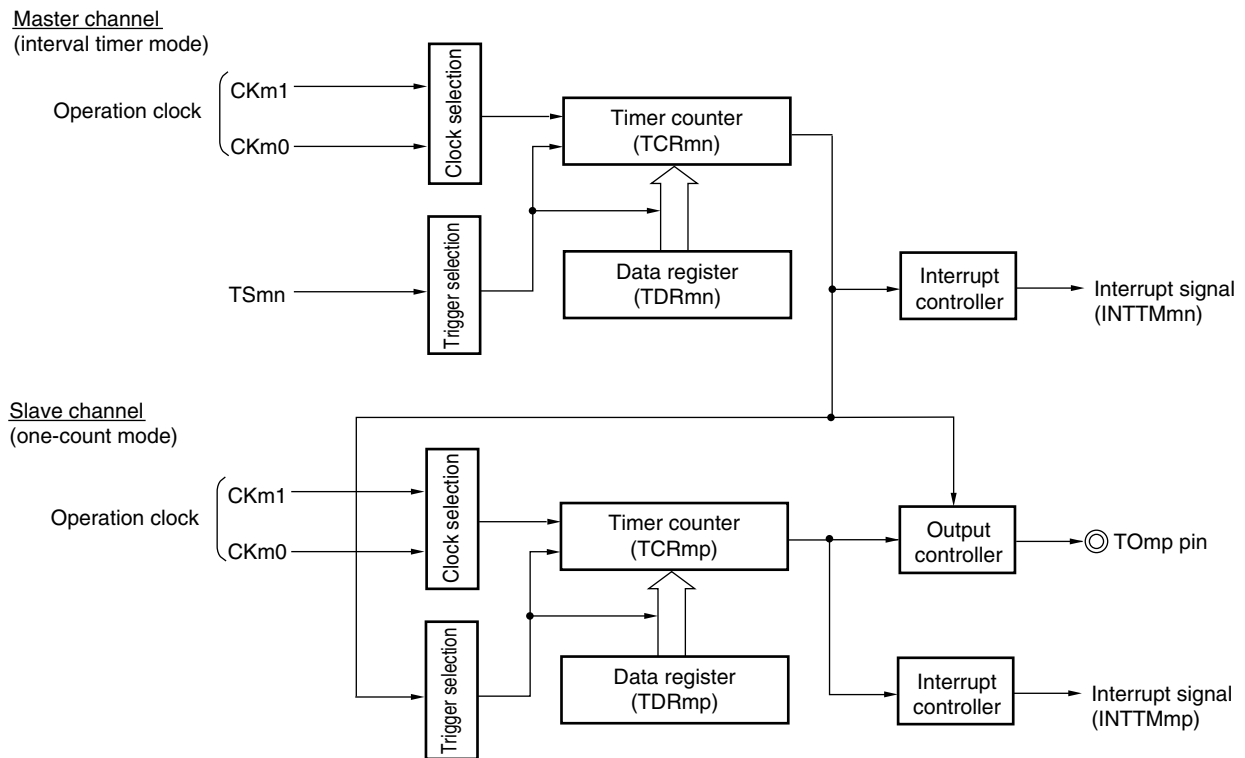 Master channel
(interval timer mode)
Operation clock
CKm1
CKm0
Clock selection
Timer counter
(TCRmn)
TSmn
Trigger selection
Data register
(TDRmn)
Interrupt
controller
Interrupt signal
(INTTMmn)
Slave channel
(one-count mode)
Operation clock
CKm1
CKm0
Clock selection
Timer counter
(TCRmp)
Output
controller
TOmp pin
Trigger selection
Data register
(TDRmp)
Interrupt
controller
Interrupt signal
(INTTMmp)